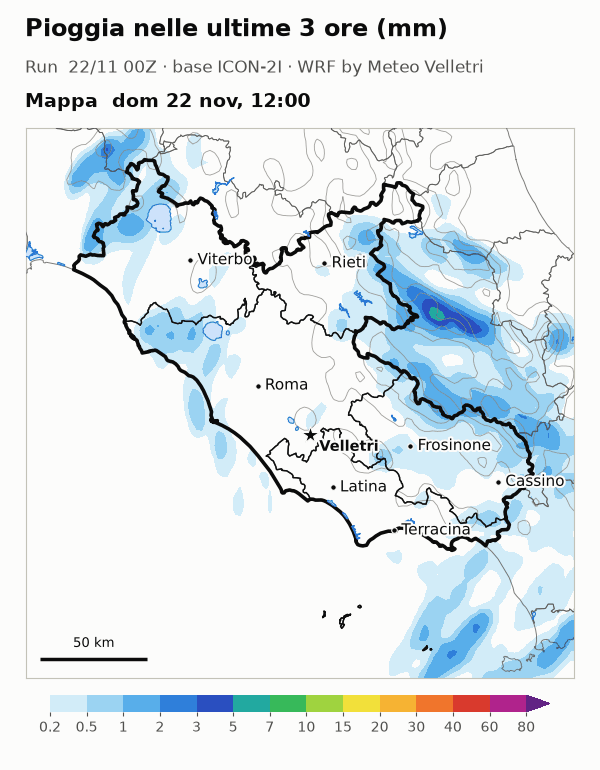 Pioggia nelle ultime 3 ore (mm)
Run  22/11 00Z · base ICON-2I · WRF by Meteo Velletri
Mappa  dom 22 nov, 12:00
Viterbo
Rieti
Roma
Velletri
Frosinone
Cassino
Latina
Terracina
50 km
0.2 0.5 1 2 3 5 7 10 15 20 30 40 60 80